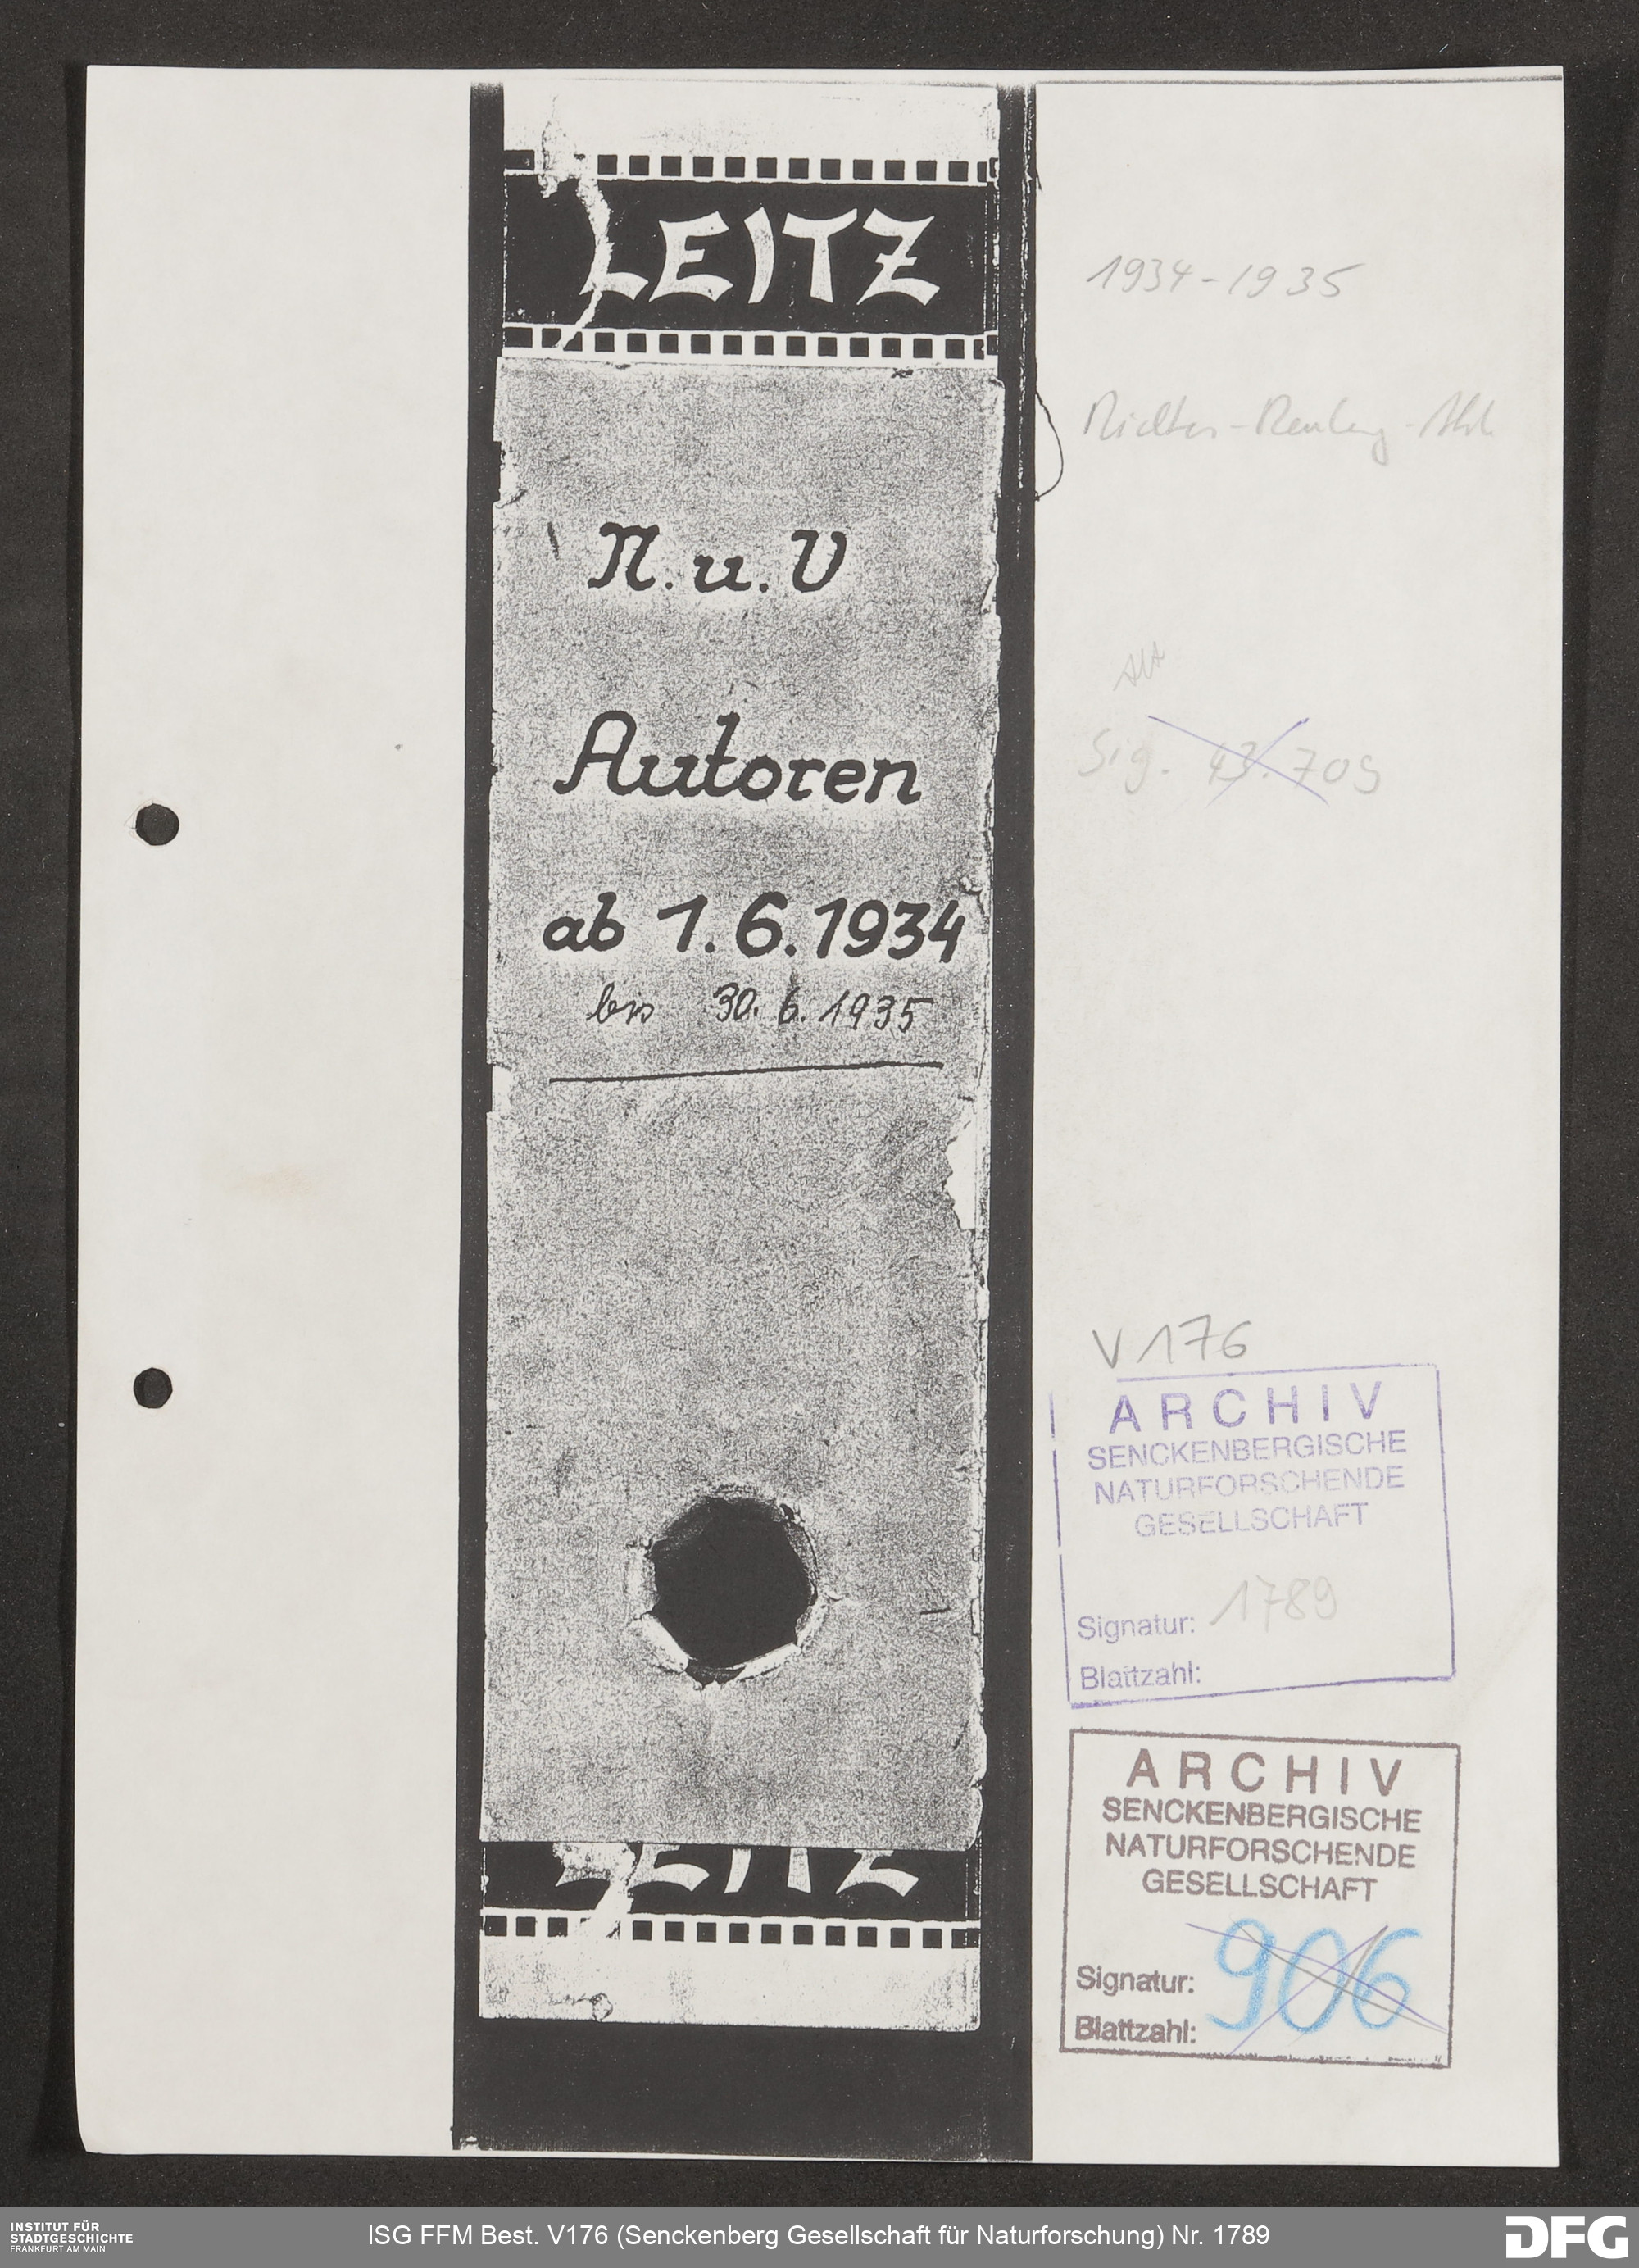 LEITZ
N. u. V
Autoren
ab 1.6.1934
bis 30.6.1935
LEITZ
1934-1935
Alt
Sig. 43.709
V 176
ARCHIV
SENCKENBERGISCHE
NATURFORSCHENDE
GESELLSCHAFT
Signatur: 1789
Blattzahl:
ARCHIV
SENCKENBERGISCHE
NATURFORSCHENDE
GESELLSCHAFT
Signatur: 906
Blattzahl:
INSTITUT FÜR
STADTGESCHICHTE
FRANKFURT AM MAIN
ISG FFM Best. V176 (Senckenberg Gesellschaft für Naturforschung) Nr. 1789
DFG